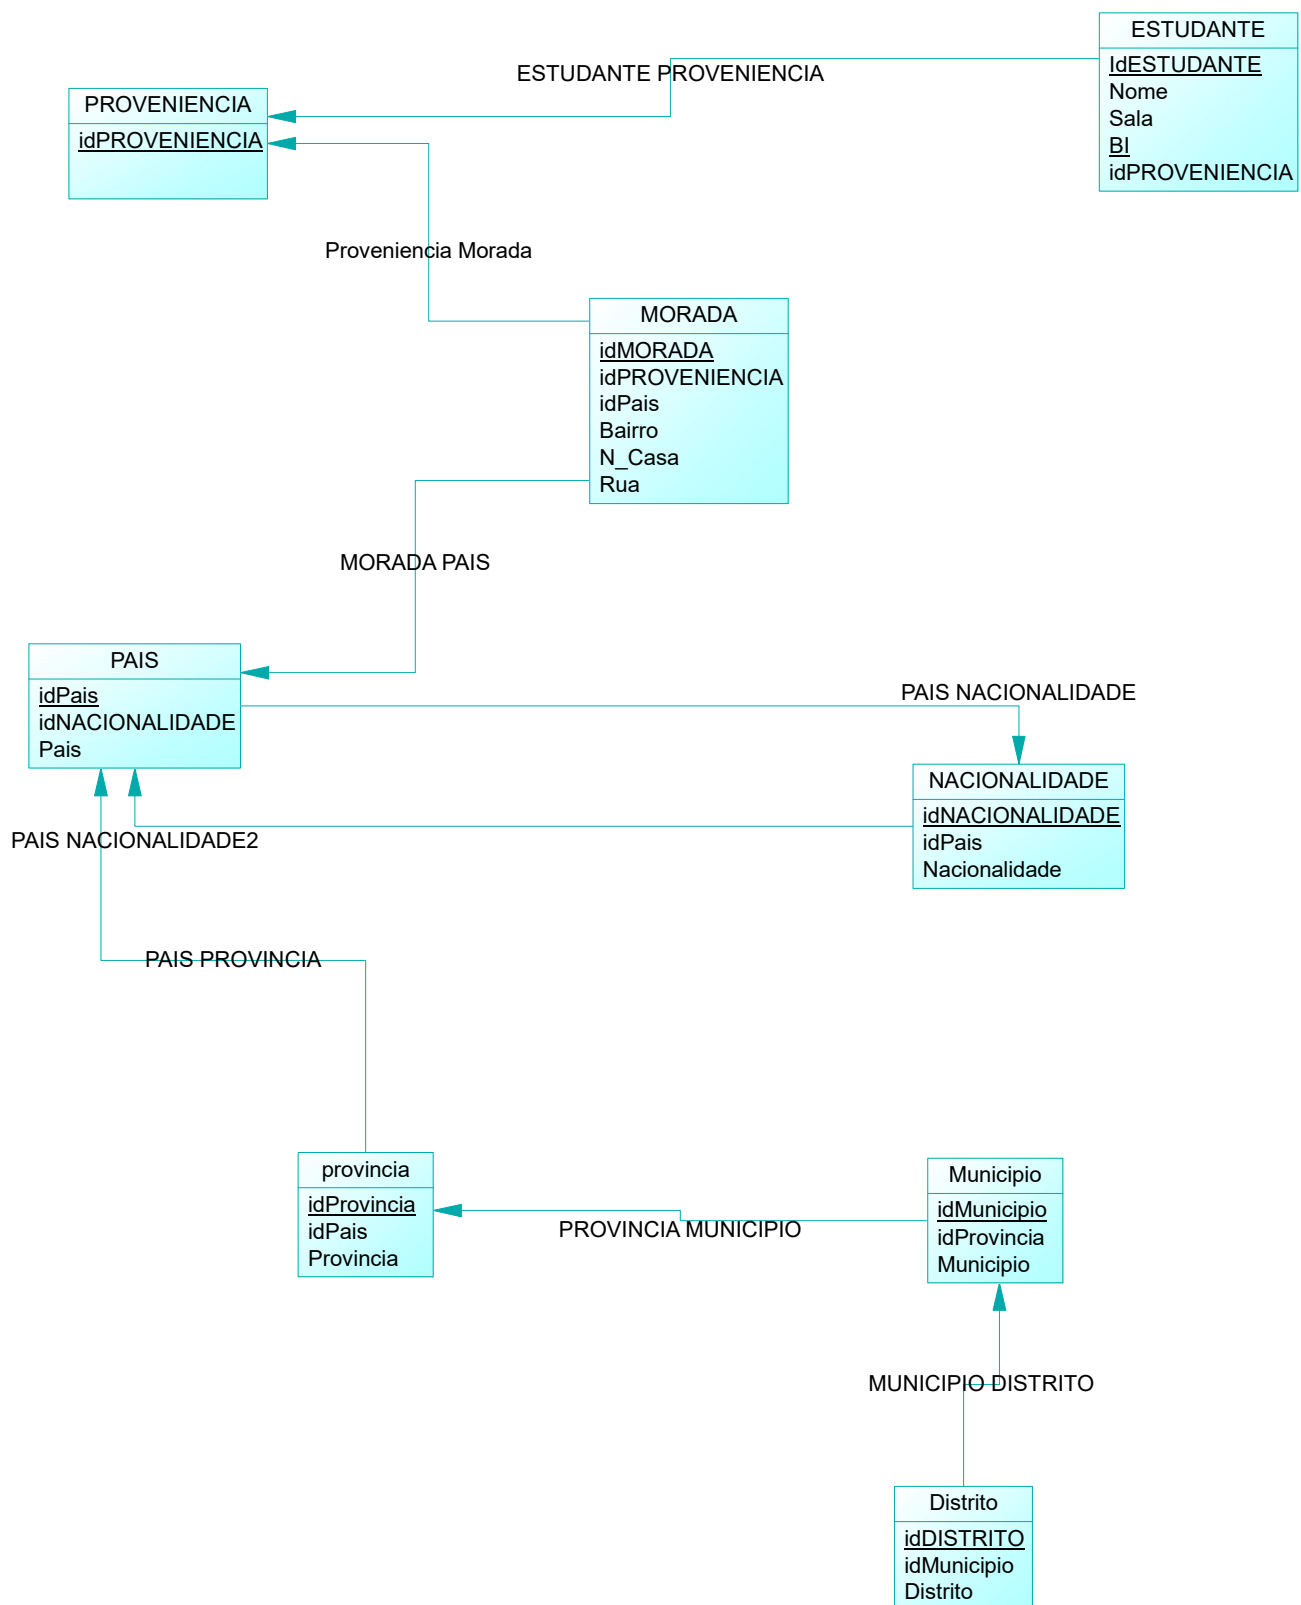 ESTUDANTE
IdESTUDANTE
Nome
Sala
BI
idPROVENIENCIA
ESTUDANTE PROVENIENCIA
PROVENIENCIA
idPROVENIENCIA
Proveniencia Morada
MORADA
idMORADA
idPROVENIENCIA
idPais
Bairro
N_Casa
Rua
MORADA PAIS
PAIS
idPais
idNACIONALIDADE
Pais
PAIS NACIONALIDADE
NACIONALIDADE
idNACIONALIDADE
idPais
Nacionalidade
PAIS NACIONALIDADE2
PAIS PROVINCIA
provincia
idProvincia
idPais
Provincia
PROVINCIA MUNICIPIO
Municipio
idMunicipio
idProvincia
Municipio
MUNICIPIO DISTRITO
Distrito
idDISTRITO
idMunicipio
Distrito